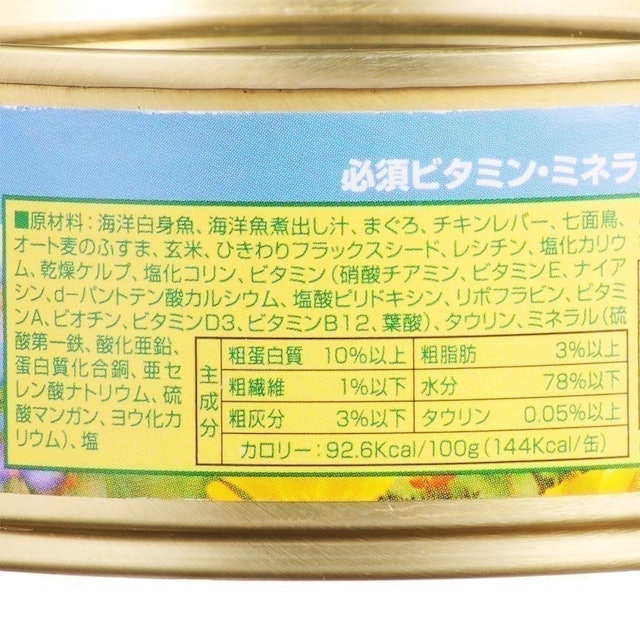 必須ビタミン・ミネラ
■原材料:海洋白身魚、海洋魚煮出し汁、まぐろ、チキンレバー、七面鳥、
オート麦のふすま、玄米、ひきわりフラックスシード、レシチン、塩化カリウ
ム、乾燥ケルプ、塩化コリン、ビタミン(硝酸チアミン、ビタミンE、ナイア
シン、d-パントテン酸カルシウム、塩酸ピリドキシン、リボフラビン、ビタミ
ンA、ビオチン、ビタミンD3、ビタミンB12、葉酸)、タウリン、ミネラル(硫
酸第一鉄、酸化亜鉛、
蛋白質化合銅、亜セ
レン酸ナトリウム、硫
酸マンガン、ヨウ化カ
リウム)、塩
主成分
粗蛋白質 10%以上 粗脂肪 3%以上
粗繊維 1%以下 水分 78%以下
粗灰分 3%以下 タウリン 0.05%以上
カロリー:92.6Kcal/100g(144Kcal/缶)